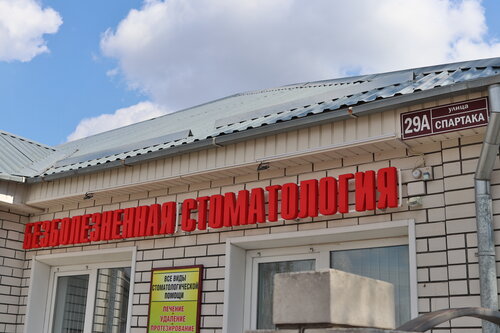 29А
улица
СПАРТАКА
БЕЗБОЛЕЗНЕННАЯ СТОМАТОЛОГИЯ
ВСЕ ВИДЫ
СТОМАТОЛОГИЧЕСКОЙ
ПОМОЩИ
ЛЕЧЕНИЕ
УДАЛЕНИЕ
ПРОТЕЗИРОВАНИЕ